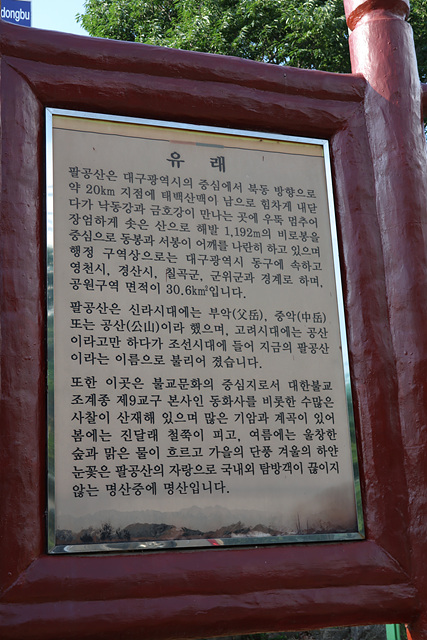 dongbu
유 래
팔공산은 대구광역시의 중심에서 북동 방향으로
약 20km 지점에 태백산맥이 남으로 힘차게 내닫
다가 낙동강과 금호강이 만나는 곳에 우뚝 멈추어
장엄하게 솟은 산으로 해발 1,192m의 비로봉을
중심으로 동봉과 서봉이 어깨를 나란히 하고 있으며
행정 구역상으로는 대구광역시 동구에 속하고
영천시, 경산시, 칠곡군, 군위군과 경계로 하며,
공원구역 면적이 30.6km²입니다.
팔공산은 신라시대에는 부악(父岳), 중악(中岳)
또는 공산(公山)이라 했으며, 고려시대에는 공산
이라고만 하다가 조선시대에 들어 지금의 팔공산
이라는 이름으로 불리어 졌습니다.
또한 이곳은 불교문화의 중심지로서 대한불교
조계종 제9교구 본사인 동화사를 비롯한 수많은
사찰이 산재해 있으며 많은 기암과 계곡이 있어
봄에는 진달래 철쭉이 피고, 여름에는 울창한
숲과 맑은 물이 흐르고 가을의 단풍 겨울의 하얀
눈꽃은 팔공산의 자랑으로 국내외 탐방객이 끊이지
않는 명산중에 명산입니다.